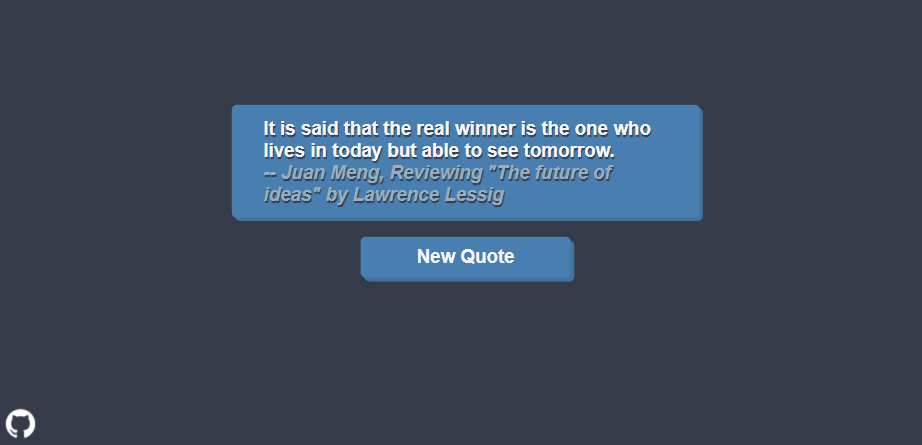 It is said that the real winner is the one who
lives in today but able to see tomorrow.
-- Juan Meng, Reviewing "The future of
ideas" by Lawrence Lessig
New Quote